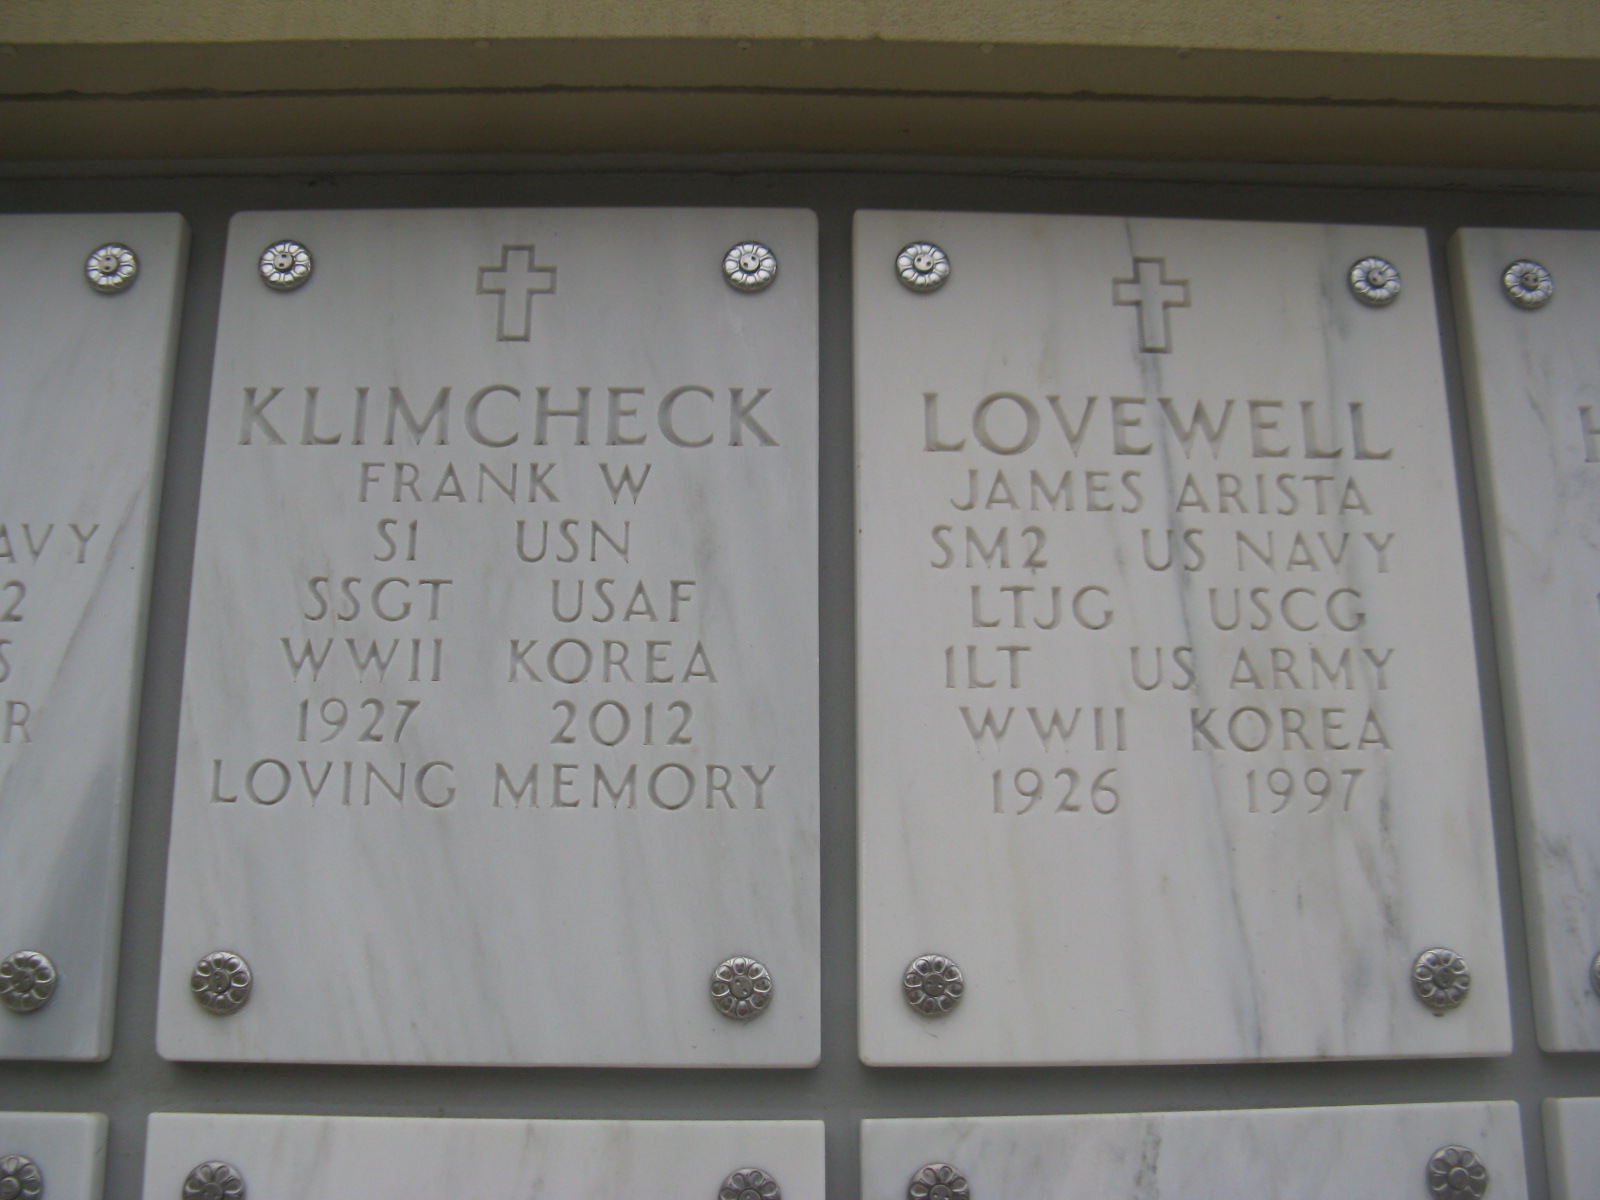 KLIMCHECK
FRANK W
S1 USN
SSGT USAF
WWII KOREA
1927 2012
LOVING MEMORY
LOVEWELL
JAMES ARISTA
SM2 US NAVY
LTJG USCG
1LT US ARMY
WWII KOREA
1926 1997